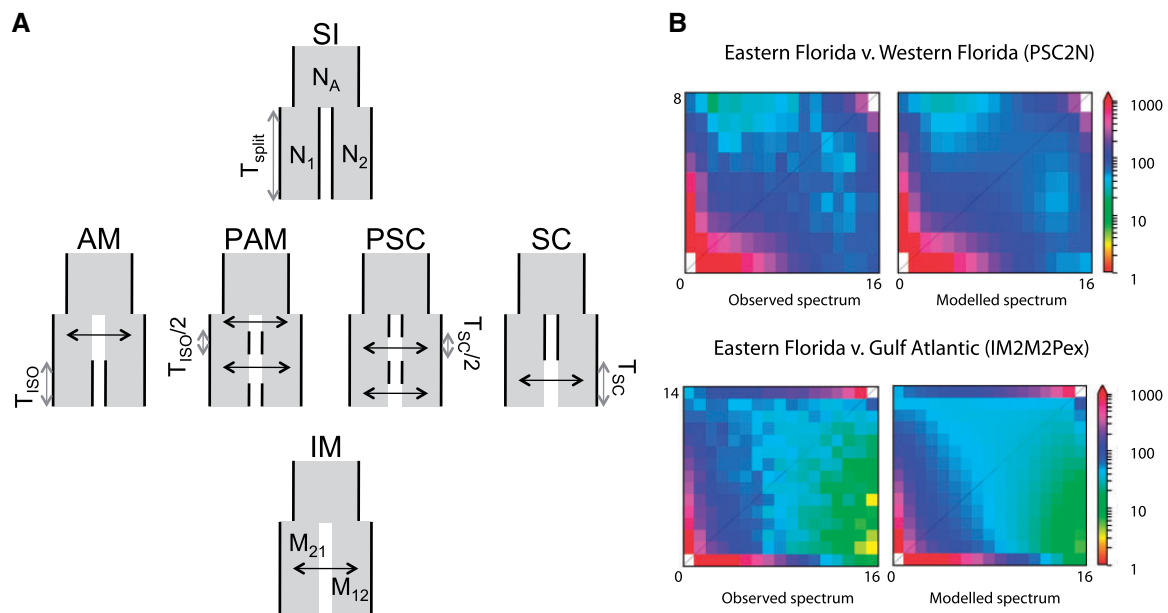 A
SI
N_A
T_split
N_1
N_2
AM
PAM
PSC
SC
T_ISO
T_ISO/2
T_SC/2
T_SC
IM
M_21
M_12
B
Eastern Florida v. Western Florida (PSC2N)
8
0
16
Observed spectrum
16
Modelled spectrum
1000
100
10
1
Eastern Florida v. Gulf Atlantic (IM2M2Pex)
14
0
16
Observed spectrum
0
16
Modelled spectrum
1000
100
10
1